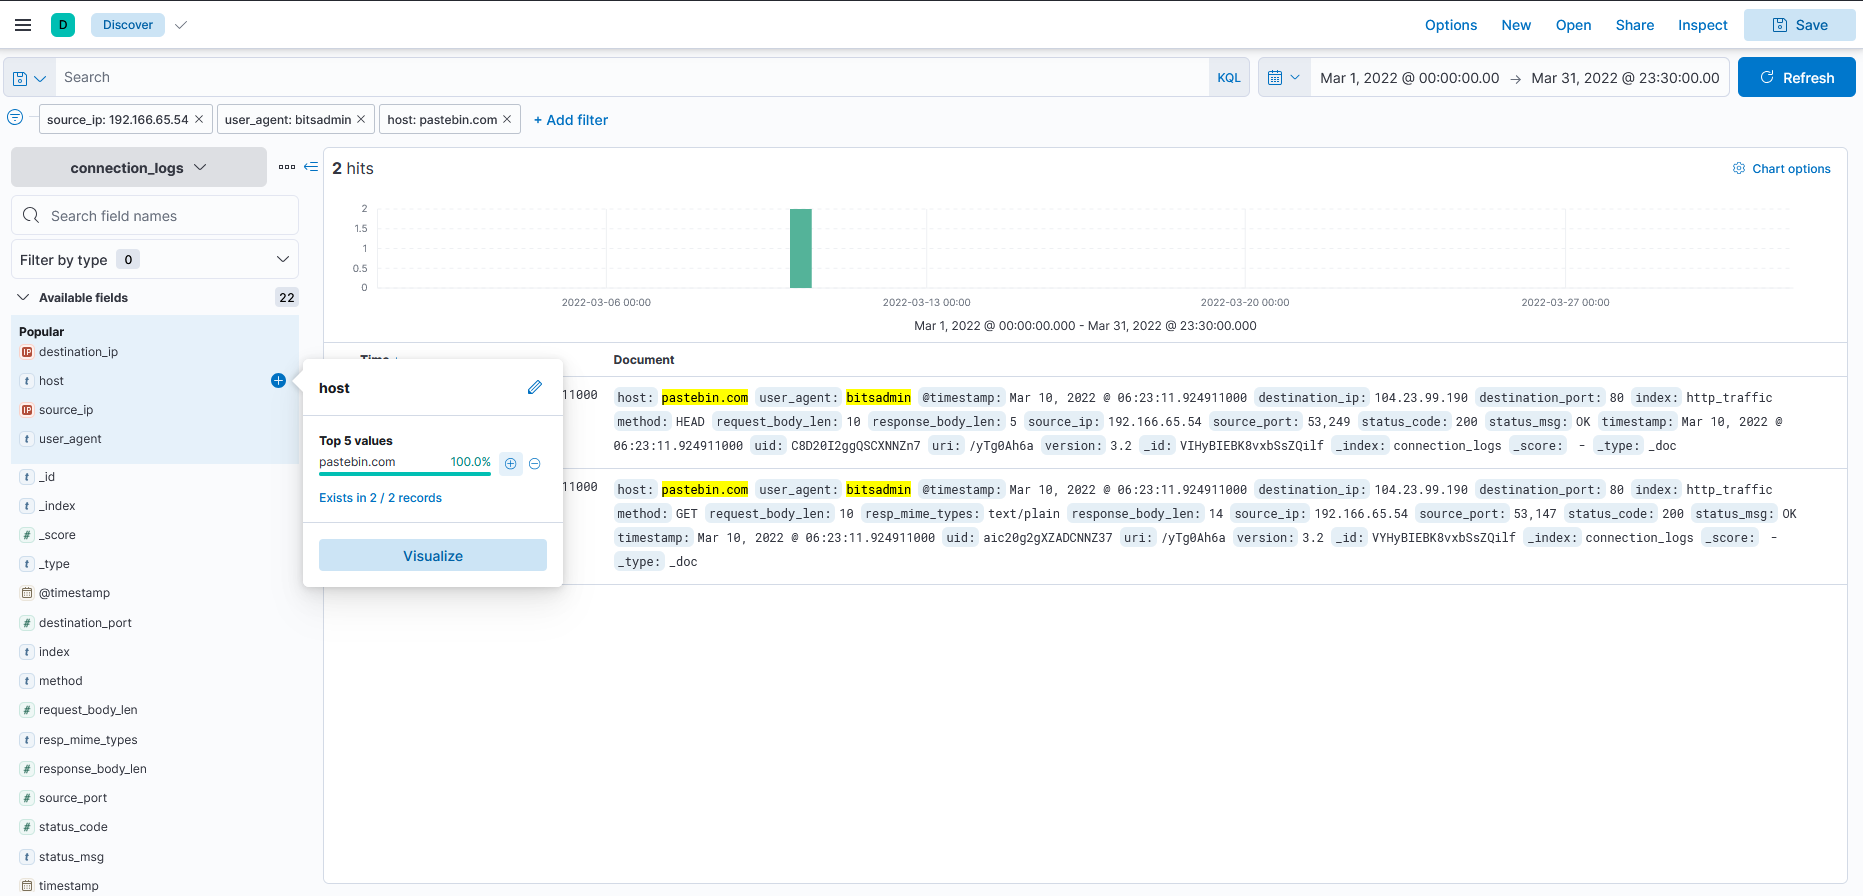 D Discover Options New Open Share Inspect Save
Search KQL Mar 1, 2022 @ 00:00:00.00 → Mar 31, 2022 @ 23:30:00.00 Refresh
source_ip: 192.166.65.54 × user_agent: bitsadmin × host: pastebin.com × + Add filter
connection_logs
2 hits Chart options
Search field names
Filter by type 0
Available fields 22
Popular
destination_ip
host
source_ip
user_agent
_id
_index
_score
_type
@timestamp
destination_port
index
method
request_body_len
resp_mime_types
response_body_len
source_port
status_code
status_msg
timestamp
2
1.5
1
0.5
0
2022-03-06 00:00 2022-03-13 00:00 2022-03-20 00:00 2022-03-27 00:00
Mar 1, 2022 @ 00:00:00.000 - Mar 31, 2022 @ 23:30:00.000
Time Document
host
Top 5 values
pastebin.com 100.0%
Exists in 2 / 2 records
Visualize
11000 host: pastebin.com user_agent: bitsadmin @timestamp: Mar 10, 2022 @ 06:23:11.924911000 destination_ip: 104.23.99.190 destination_port: 80 index: http_traffic
method: HEAD request_body_len: 10 response_body_len: 5 source_ip: 192.166.65.54 source_port: 53,249 status_code: 200 status_msg: OK timestamp: Mar 10, 2022 @
06:23:11.924911000 uid: C8D20I2ggQSCXNNZn7 uri: /yTg0Ah6a version: 3.2 _id: VIHyBIEBK8vxbSsZQilf _index: connection_logs _score: - _type: _doc
11000 host: pastebin.com user_agent: bitsadmin @timestamp: Mar 10, 2022 @ 06:23:11.924911000 destination_ip: 104.23.99.190 destination_port: 80 index: http_traffic
method: GET request_body_len: 10 resp_mime_types: text/plain response_body_len: 14 source_ip: 192.166.65.54 source_port: 53,147 status_code: 200 status_msg: OK
timestamp: Mar 10, 2022 @ 06:23:11.924911000 uid: aic20g2gXZADCNNZ37 uri: /yTg0Ah6a version: 3.2 _id: VYHyBIEBK8vxbSsZQilf _index: connection_logs _score: -
_type: _doc